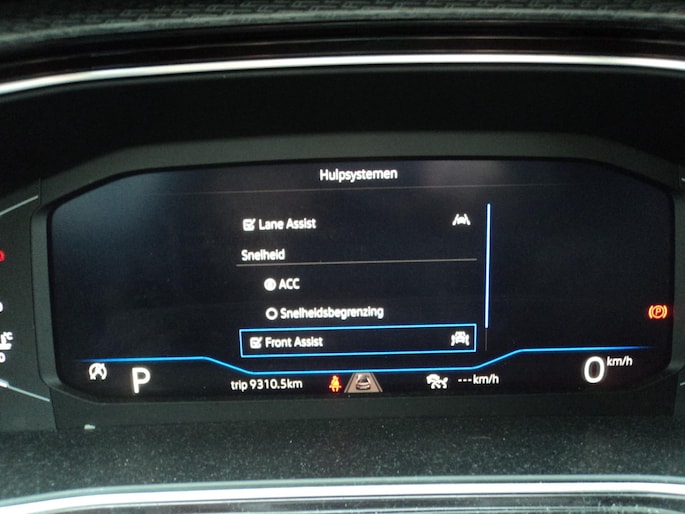 Hulpsystemen
Lane Assist
Snelheid
ACC
Snelheidsbegrenzing
Front Assist
P
trip 9310.5km
--- km/h
0 km/h
(P)